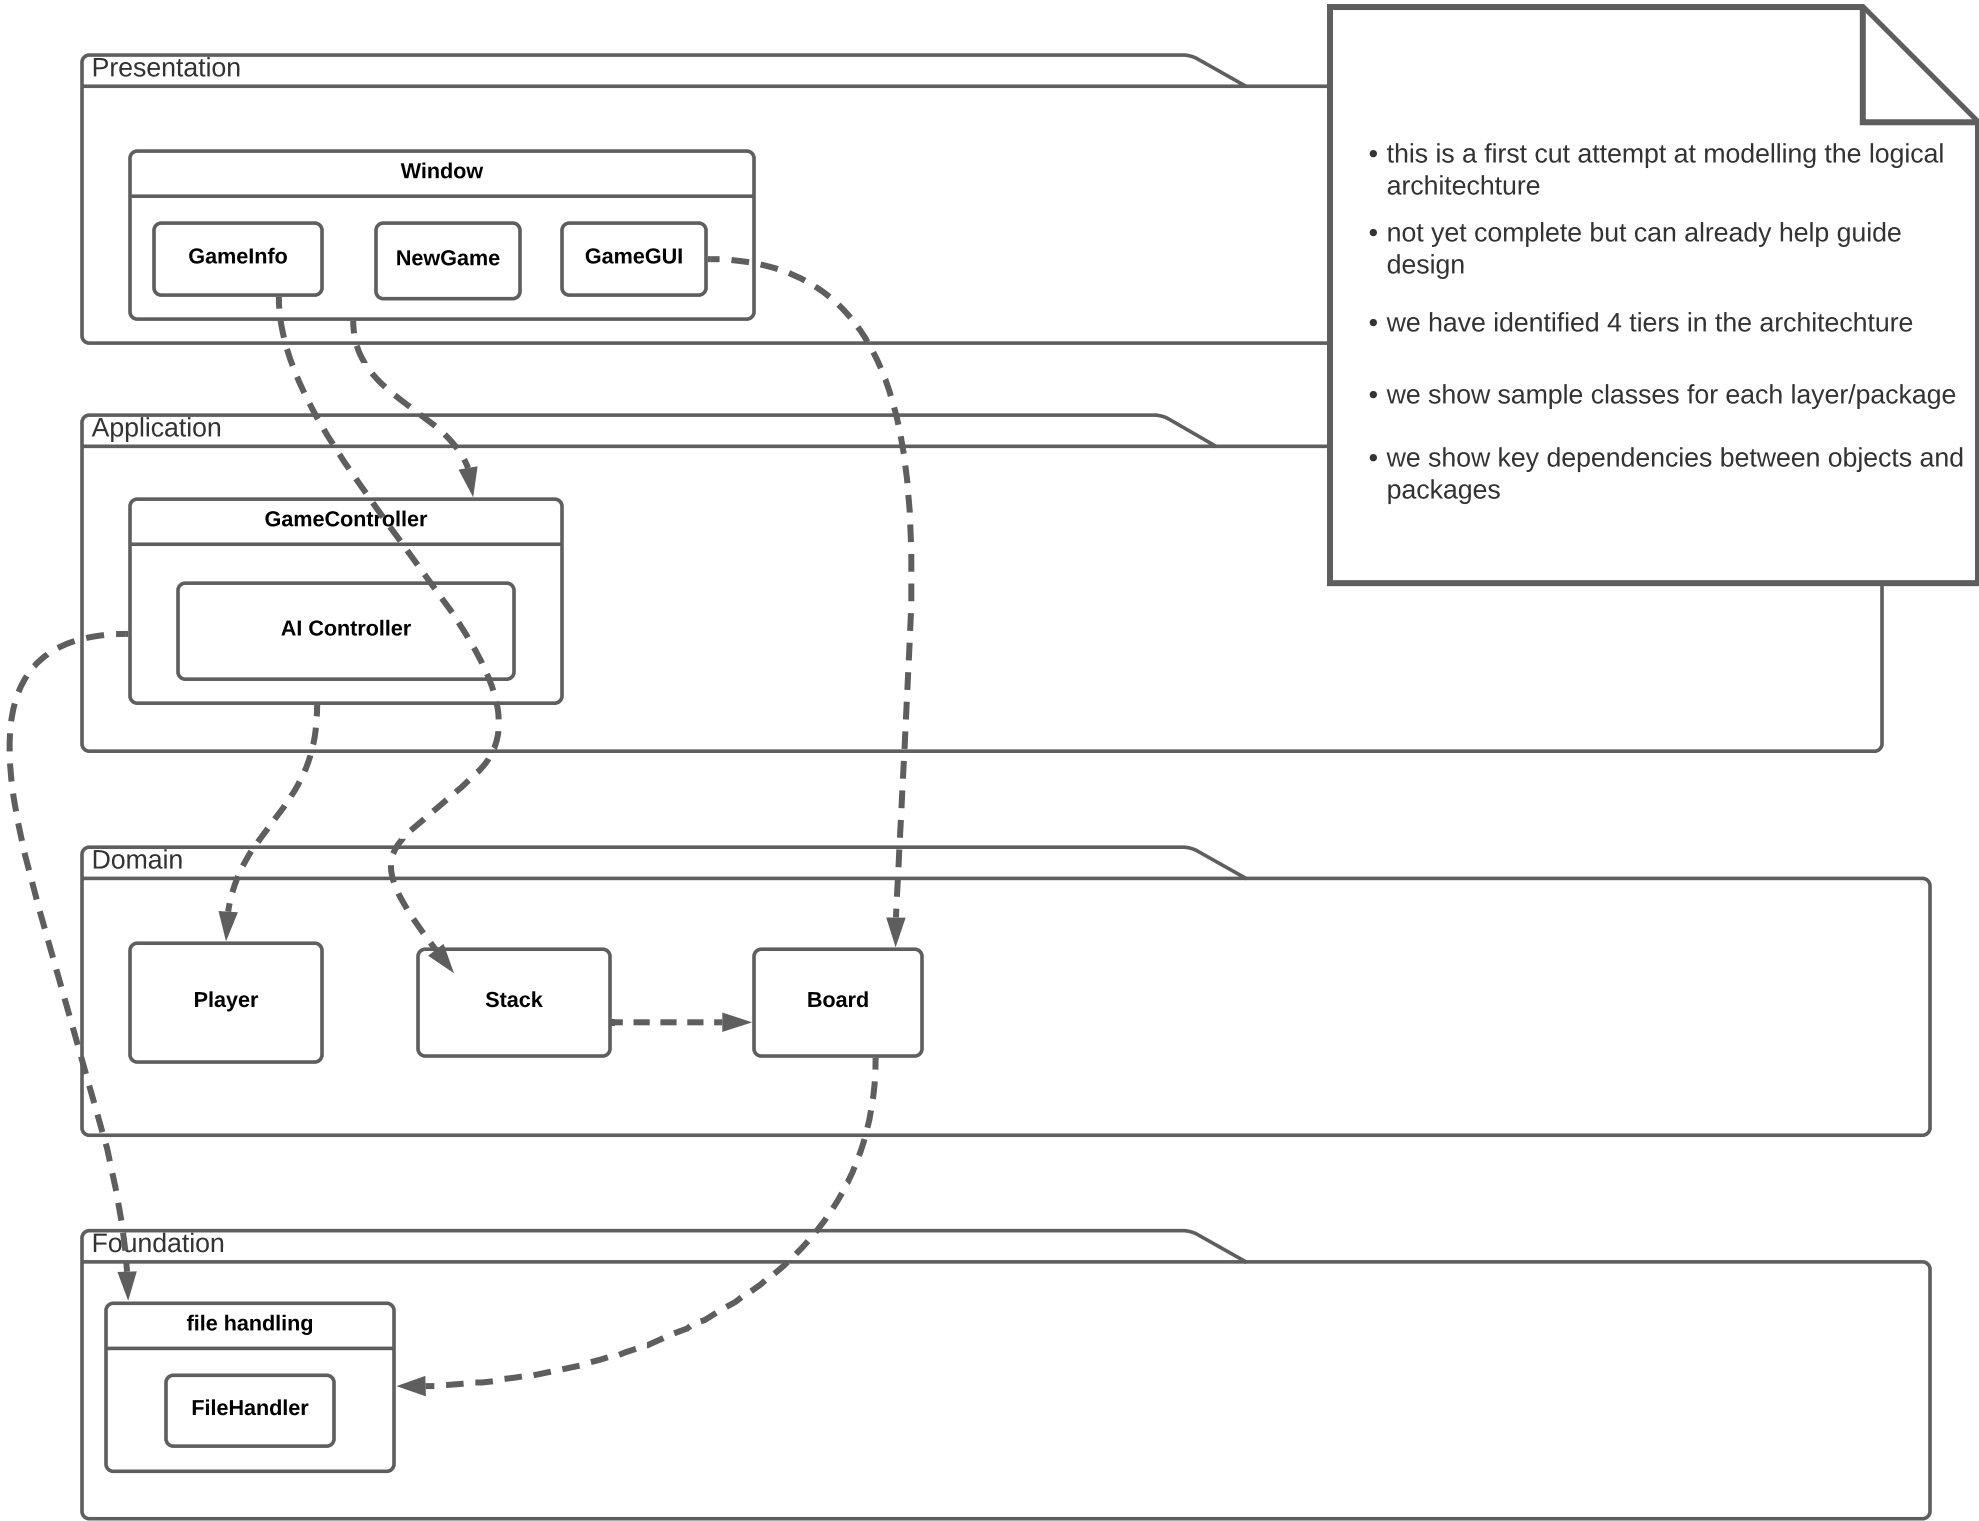 Presentation
Window
GameInfo
NewGame
GameGUI
• this is a first cut attempt at modelling the logical
architechture
• not yet complete but can already help guide
design
• we have identified 4 tiers in the architechture
• we show sample classes for each layer/package
• we show key dependencies between objects and
packages
Application
GameController
AI Controller
Domain
Player
Stack
Board
Foundation
file handling
FileHandler